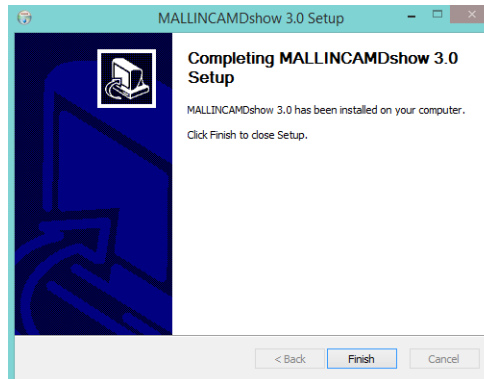 MALLINCAMDshow 3.0 Setup
Completing MALLINCAMDshow 3.0
Setup
MALLINCAMDshow 3.0 has been installed on your computer.
Click Finish to close Setup.
< Back
Finish
Cancel